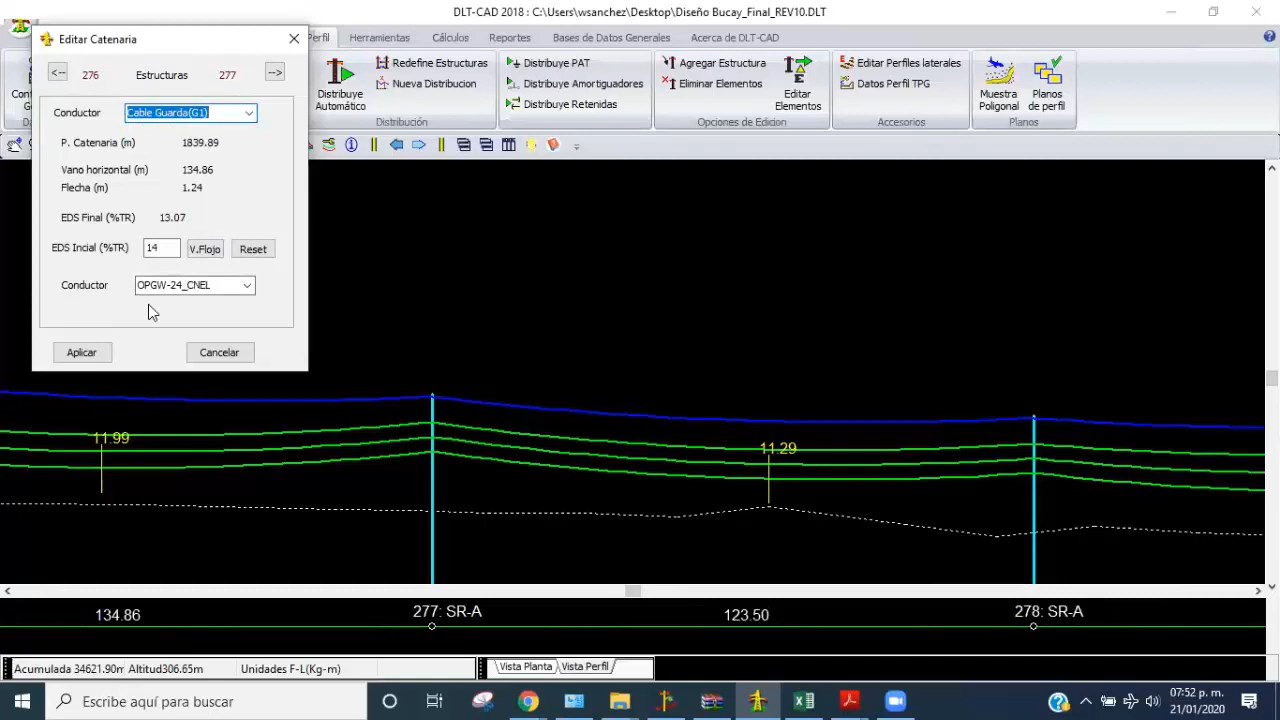 DLT-CAD 2018 : C:\Users\wsanchez\Desktop\Diseño Bucay_Final_REV10.DLT
Editar Catenaria
Perfil Herramientas Cálculos Reportes Bases de Datos Generales Acerca de DLT-CAD
<-- 276 Estructuras 277 -->
Conductor Cable Guarda(G1)
P. Catenaria (m) 1839.89
Vano horizontal (m) 134.86
Flecha (m) 1.24
EDS Final (%TR) 13.07
EDS Incial (%TR) 14 V.Flojo Reset
Conductor OPGW-24_CNEL
Aplicar Cancelar
Distribuye Automático
Redefine Estructuras
Nueva Distribucion
Distribución
Distribuye PAT
Distribuye Amortiguadores
Distribuye Retenidas
Agregar Estructura
Eliminar Elementos
Editar Elementos
Opciones de Edicion
Editar Perfiles laterales
Datos Perfil TPG
Accesorios
Muestra Poligonal
Planos de perfil
Planos
11.99
11.29
134.86 277: SR-A 123.50 278: SR-A
Acumulada 34621.90m Altitud306.65m Unidades F-L(Kg-m) Vista Planta Vista Perfil
Escribe aquí para buscar
07:52 p. m.
21/01/2020